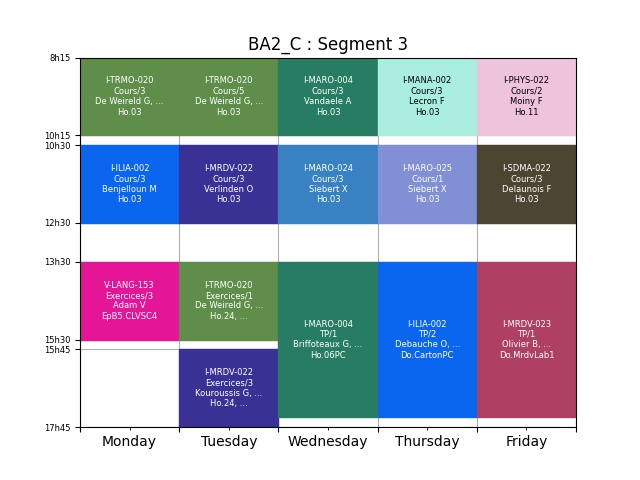 BA2_C : Segment 3
8h15
I-TRMO-020
Cours/3
De Weireld G, ...
Ho.03
I-TRMO-020
Cours/5
De Weireld G, ...
Ho.03
I-MARO-004
Cours/3
Vandaele A
Ho.03
I-MANA-002
Cours/3
Lecron F
Ho.03
I-PHYS-022
Cours/2
Moiny F
Ho.11
10h15
10h30
I-ILIA-002
Cours/3
Benjelloun M
Ho.03
I-MRDV-022
Cours/3
Verlinden O
Ho.03
I-MARO-024
Cours/3
Siebert X
Ho.03
I-MARO-025
Cours/1
Siebert X
Ho.03
I-SDMA-022
Cours/3
Delaunois F
Ho.03
12h30
13h30
V-LANG-153
Exercices/3
Adam V
EpB5.CLVSC4
I-TRMO-020
Exercices/1
De Weireld G, ...
Ho.24, ...
I-MARO-004
TP/1
Briffoteaux G, ...
Ho.06PC
I-ILIA-002
TP/2
Debauche O, ...
Do.CartonPC
I-MRDV-023
TP/1
Olivier B, ...
Do.MrdvLab1
15h30
15h45
I-MRDV-022
Exercices/3
Kouroussis G, ...
Ho.24, ...
17h45
Monday
Tuesday
Wednesday
Thursday
Friday